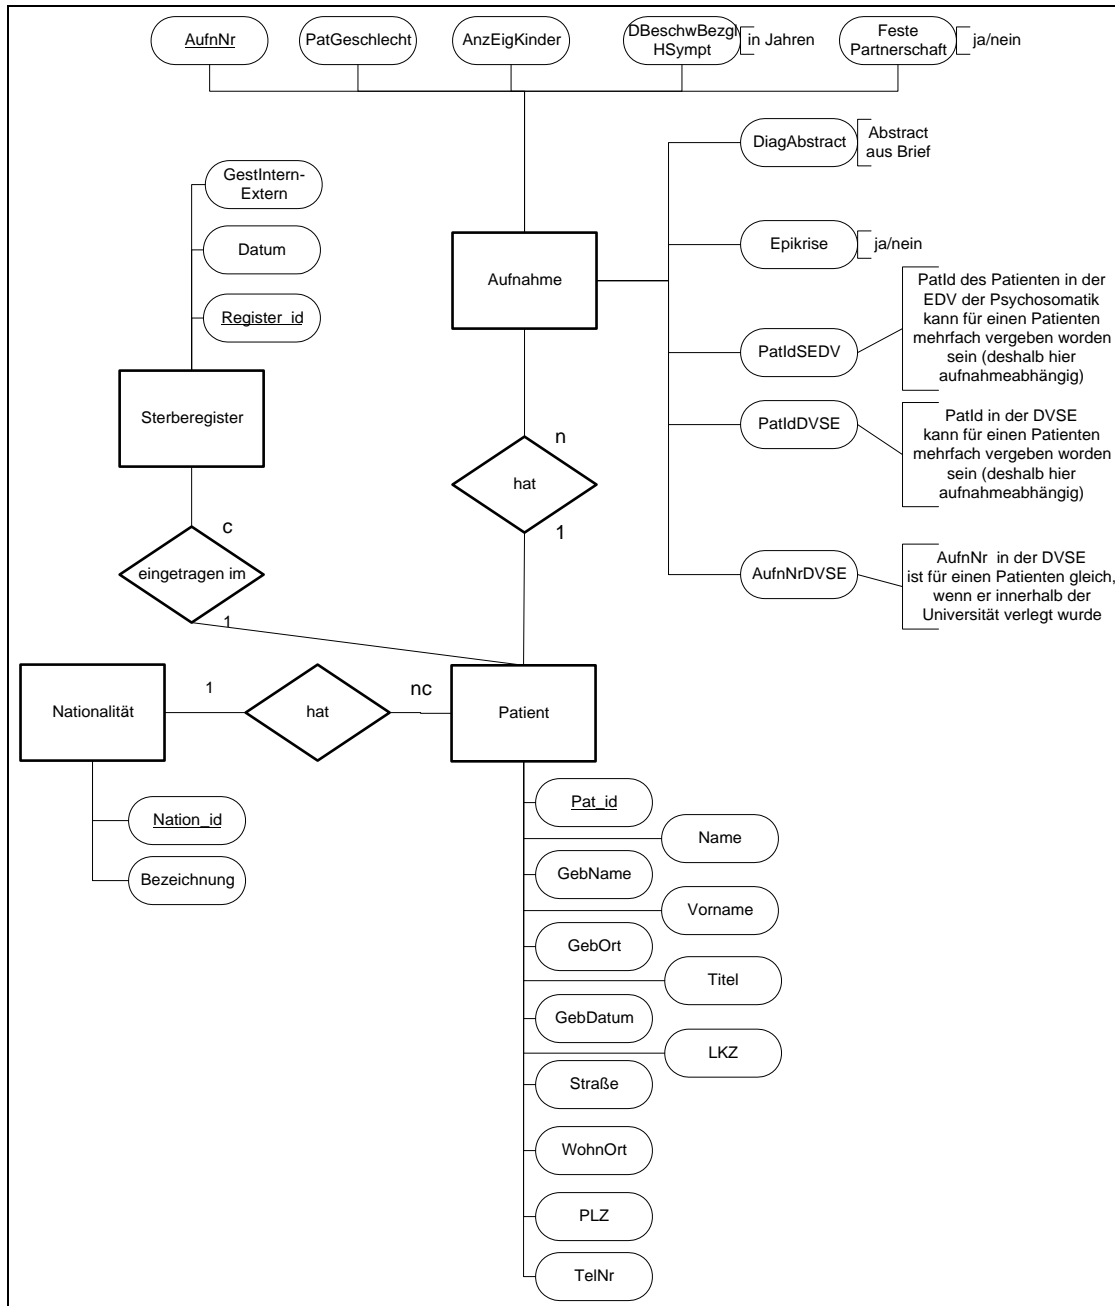 AufnNr
PatGeschlecht
AnzEigKinder
DBeschwBezgl
HSympt
in Jahren
Feste
Partnerschaft
ja/nein
DiagAbstract
Abstract
aus Brief
GestIntern-
Extern
Datum
Register_id
Epikrise
ja/nein
Aufnahme
PatIdSEDV
PatId des Patienten in der
EDV der Psychosomatik
kann für einen Patienten
mehrfach vergeben worden
sein (deshalb hier
aufnahmeabhängig)
Sterberegister
PatIdDVSE
PatId in der DVSE
kann für einen Patienten
mehrfach vergeben worden
sein (deshalb hier
aufnahmeabhängig)
n
hat
1
c
eingetragen im
1
AufnNrDVSE
AufnNr in der DVSE
ist für einen Patienten gleich,
wenn er innerhalb der
Universität verlegt wurde
Nationalität
1
hat
nc
Patient
Nation_id
Bezeichnung
Pat_id
Name
GebName
Vorname
GebOrt
Titel
GebDatum
LKZ
Straße
WohnOrt
PLZ
TelNr